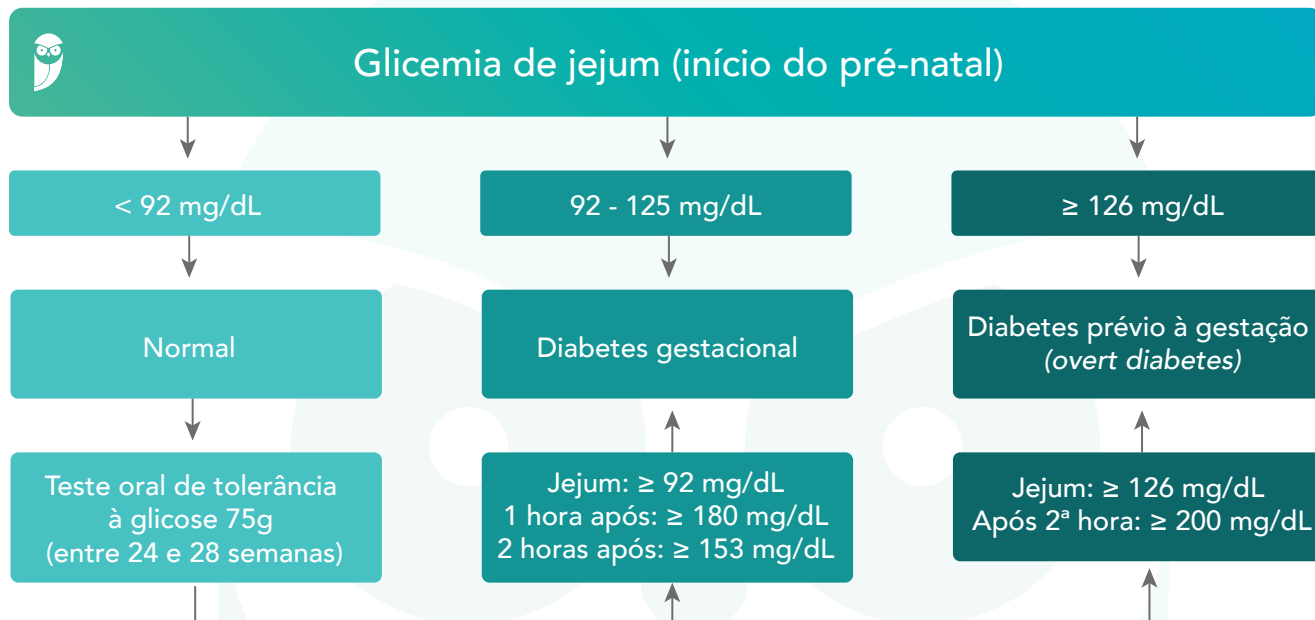 Glicemia de jejum (início do pré-natal)
< 92 mg/dL
92 - 125 mg/dL
≥ 126 mg/dL
Normal
Diabetes gestacional
Diabetes prévio à gestação
(overt diabetes)
Teste oral de tolerância
à glicose 75g
(entre 24 e 28 semanas)
Jejum: ≥ 92 mg/dL
1 hora após: ≥ 180 mg/dL
2 horas após: ≥ 153 mg/dL
Jejum: ≥ 126 mg/dL
Após 2ª hora: ≥ 200 mg/dL